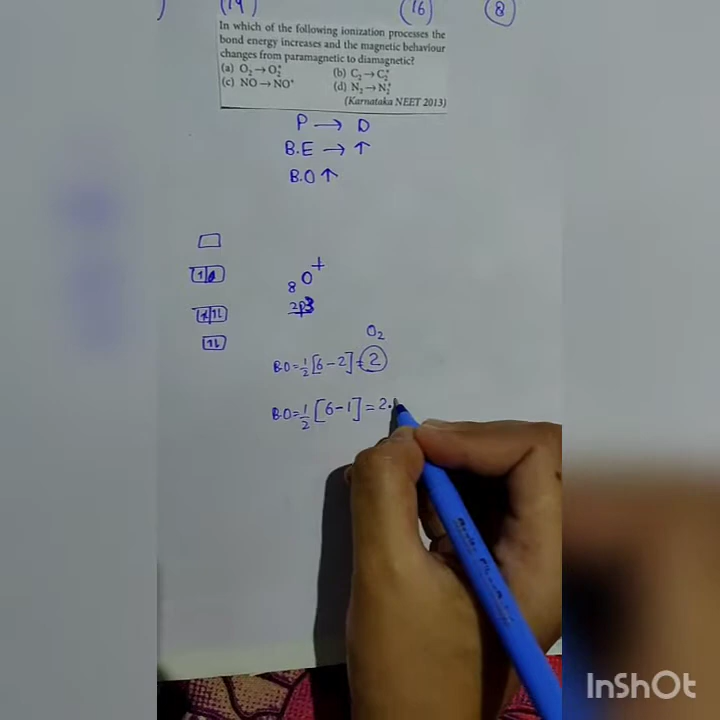 (19) (16) (8)
In which of the following ionization processes the
bond energy increases and the magnetic behaviour
changes from paramagnetic to diamagnetic?
(a) O₂ → O₂⁺ (b) C₂ → C₂⁺
(c) NO → NO⁺ (d) N₂ → N₂⁺
(Karnataka NEET 2013)
P → D
B.E → ↑
B.O ↑
₈O⁺
2p3
O₂
B.O = 1/2 [6 − 2] = 2
B.O = 1/2 [6 − 1] = 2.
InShOt